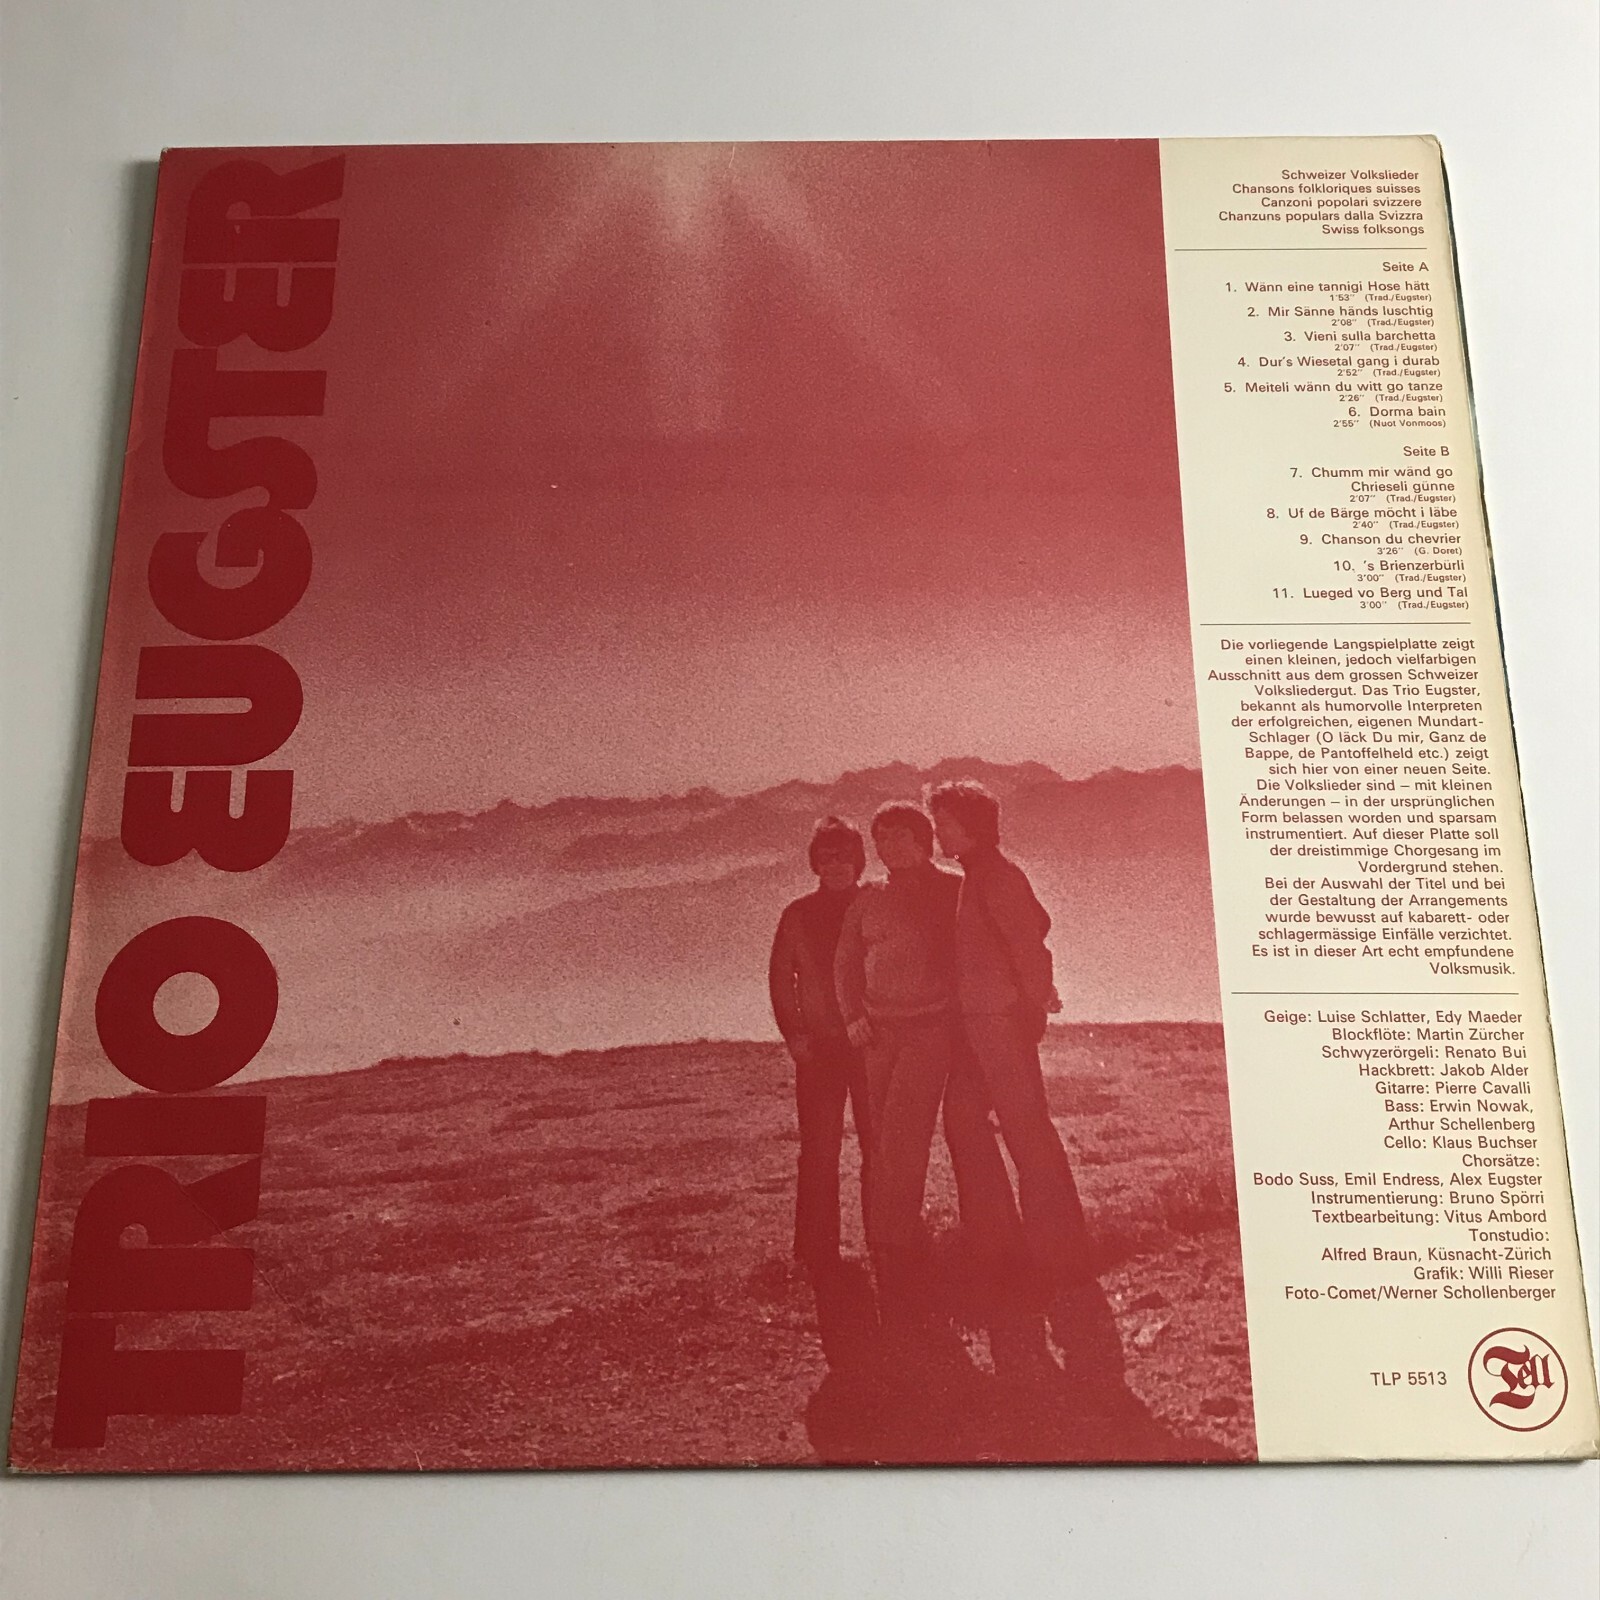 TRIO EUGSTER
Schweizer Volkslieder
Chansons folkloriques suisses
Canzoni popolari svizzere
Chanzuns populars dalla Svizzra
Swiss folksongs
Seite A
1. Wänn eine tannigi Hose hätt
1'53" (Trad./Eugster)
2. Mir Sänne händs luschtig
2'08" (Trad./Eugster)
3. Vieni sulla barchetta
2'07" (Trad./Eugster)
4. Dur's Wiesetal gang i durab
2'52" (Trad./Eugster)
5. Meiteli wänn du witt go tanze
2'26" (Trad./Eugster)
6. Dorma bain
2'55" (Nuot Vonmoos)
Seite B
7. Chumm mir wänd go
Chrieseli günne
2'07" (Trad./Eugster)
8. Uf de Bärge möcht i läbe
2'40" (Trad./Eugster)
9. Chanson du chevrier
3'26" (G. Doret)
10. 's Brienzerbürli
3'00" (Trad./Eugster)
11. Lueged vo Berg und Tal
3'00" (Trad./Eugster)
Die vorliegende Langspielplatte zeigt
einen kleinen, jedoch vielfarbigen
Ausschnitt aus dem grossen Schweizer
Volksliedergut. Das Trio Eugster,
bekannt als humorvolle Interpreten
der erfolgreichen, eigenen Mundart-
Schlager (O läck Du mir, Ganz de
Bappe, de Pantoffelheld etc.) zeigt
sich hier von einer neuen Seite.
Die Volkslieder sind – mit kleinen
Änderungen – in der ursprünglichen
Form belassen worden und sparsam
instrumentiert. Auf dieser Platte soll
der dreistimmige Chorgesang im
Vordergrund stehen.
Bei der Auswahl der Titel und bei
der Gestaltung der Arrangements
wurde bewusst auf kabarett- oder
schlagermässige Einfälle verzichtet.
Es ist in dieser Art echt empfundene
Volksmusik.
Geige: Luise Schlatter, Edy Maeder
Blockflöte: Martin Zürcher
Schwyzerörgeli: Renato Bui
Hackbrett: Jakob Alder
Gitarre: Pierre Cavalli
Bass: Erwin Nowak,
Arthur Schellenberg
Cello: Klaus Buchser
Chorsätze:
Bodo Suss, Emil Endress, Alex Eugster
Instrumentierung: Bruno Spörri
Textbearbeitung: Vitus Ambord
Tonstudio:
Alfred Braun, Küsnacht-Zürich
Grafik: Willi Rieser
Foto-Comet/Werner Schollenberger
TLP 5513
Tell